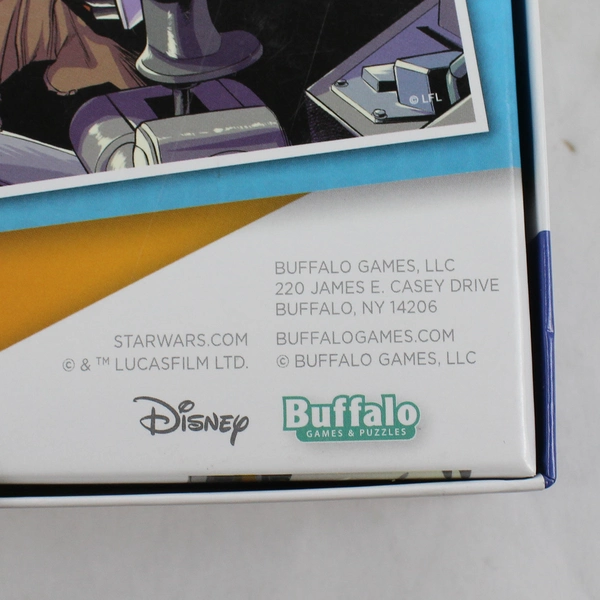 © LFL
BUFFALO GAMES, LLC
220 JAMES E. CASEY DRIVE
BUFFALO, NY 14206
STARWARS.COM
© & ™ LUCASFILM LTD.
BUFFALOGAMES.COM
© BUFFALO GAMES, LLC
Disney
Buffalo
GAMES & PUZZLES